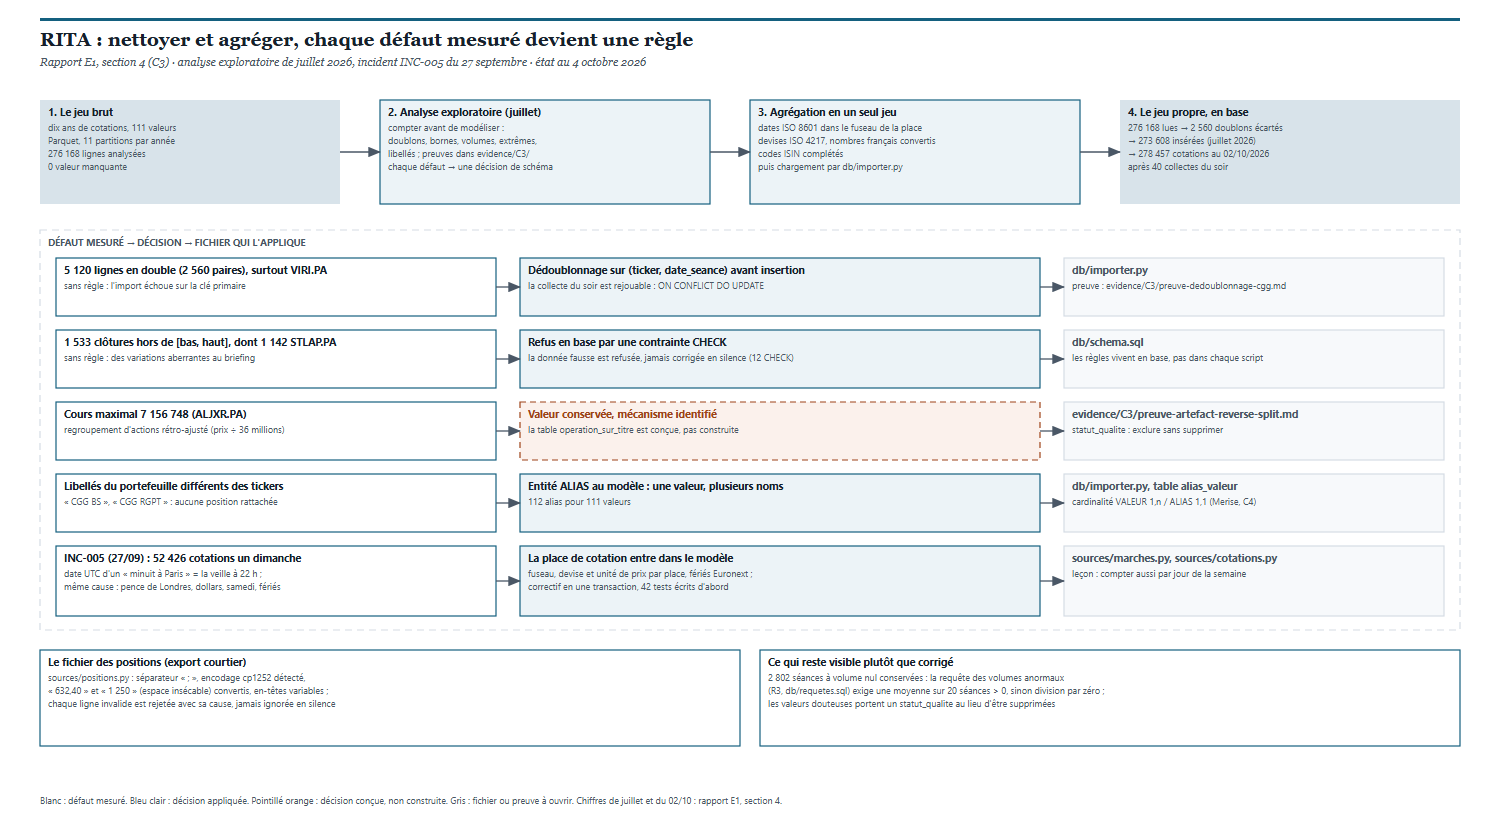 RITA : nettoyer et agréger, chaque défaut mesuré devient une règle
Rapport E1, section 4 (C3) · analyse exploratoire de juillet 2026, incident INC-005 du 27 septembre · état au 4 octobre 2026
1. Le jeu brut
dix ans de cotations, 111 valeurs
Parquet, 11 partitions par année
276 168 lignes analysées
0 valeur manquante
2. Analyse exploratoire (juillet)
compter avant de modéliser :
doublons, bornes, volumes, extrêmes,
libellés ; preuves dans evidence/C3/
chaque défaut → une décision de schéma
3. Agrégation en un seul jeu
dates ISO 8601 dans le fuseau de la place
devises ISO 4217, nombres français convertis
codes ISIN complétés
puis chargement par db/importer.py
4. Le jeu propre, en base
276 168 lues → 2 560 doublons écartés
→ 273 608 insérées (juillet 2026)
→ 278 457 cotations au 02/10/2026
après 40 collectes du soir
DÉFAUT MESURÉ → DÉCISION → FICHIER QUI L'APPLIQUE
5 120 lignes en double (2 560 paires), surtout VIRI.PA
sans règle : l'import échoue sur la clé primaire
Dédoublonnage sur (ticker, date_seance) avant insertion
la collecte du soir est rejouable : ON CONFLICT DO UPDATE
db/importer.py
preuve : evidence/C3/preuve-dedoublonnage-cgg.md
1 533 clôtures hors de [bas, haut], dont 1 142 STLAP.PA
sans règle : des variations aberrantes au briefing
Refus en base par une contrainte CHECK
la donnée fausse est refusée, jamais corrigée en silence (12 CHECK)
db/schema.sql
les règles vivent en base, pas dans chaque script
Cours maximal 7 156 748 (ALJXR.PA)
regroupement d'actions rétro-ajusté (prix ÷ 36 millions)
Valeur conservée, mécanisme identifié
la table operation_sur_titre est conçue, pas construite
evidence/C3/preuve-artefact-reverse-split.md
statut_qualite : exclure sans supprimer
Libellés du portefeuille différents des tickers
« CGG BS », « CGG RGPT » : aucune position rattachée
Entité ALIAS au modèle : une valeur, plusieurs noms
112 alias pour 111 valeurs
db/importer.py, table alias_valeur
cardinalité VALEUR 1,n / ALIAS 1,1 (Merise, C4)
INC-005 (27/09) : 52 426 cotations un dimanche
date UTC d'un « minuit à Paris » = la veille à 22 h ;
même cause : pence de Londres, dollars, samedi, fériés
La place de cotation entre dans le modèle
fuseau, devise et unité de prix par place, fériés Euronext ;
correctif en une transaction, 42 tests écrits d'abord
sources/marches.py, sources/cotations.py
leçon : compter aussi par jour de la semaine
Le fichier des positions (export courtier)
sources/positions.py : séparateur « ; », encodage cp1252 détecté,
« 632,40 » et « 1 250 » (espace insécable) convertis, en-têtes variables ;
chaque ligne invalide est rejetée avec sa cause, jamais ignorée en silence
Ce qui reste visible plutôt que corrigé
2 802 séances à volume nul conservées : la requête des volumes anormaux
(R3, db/requetes.sql) exige une moyenne sur 20 séances > 0, sinon division par zéro ;
les valeurs douteuses portent un statut_qualite au lieu d'être supprimées
Blanc : défaut mesuré. Bleu clair : décision appliquée. Pointillé orange : décision conçue, non construite. Gris : fichier ou preuve à ouvrir. Chiffres de juillet et du 02/10 : rapport E1, section 4.